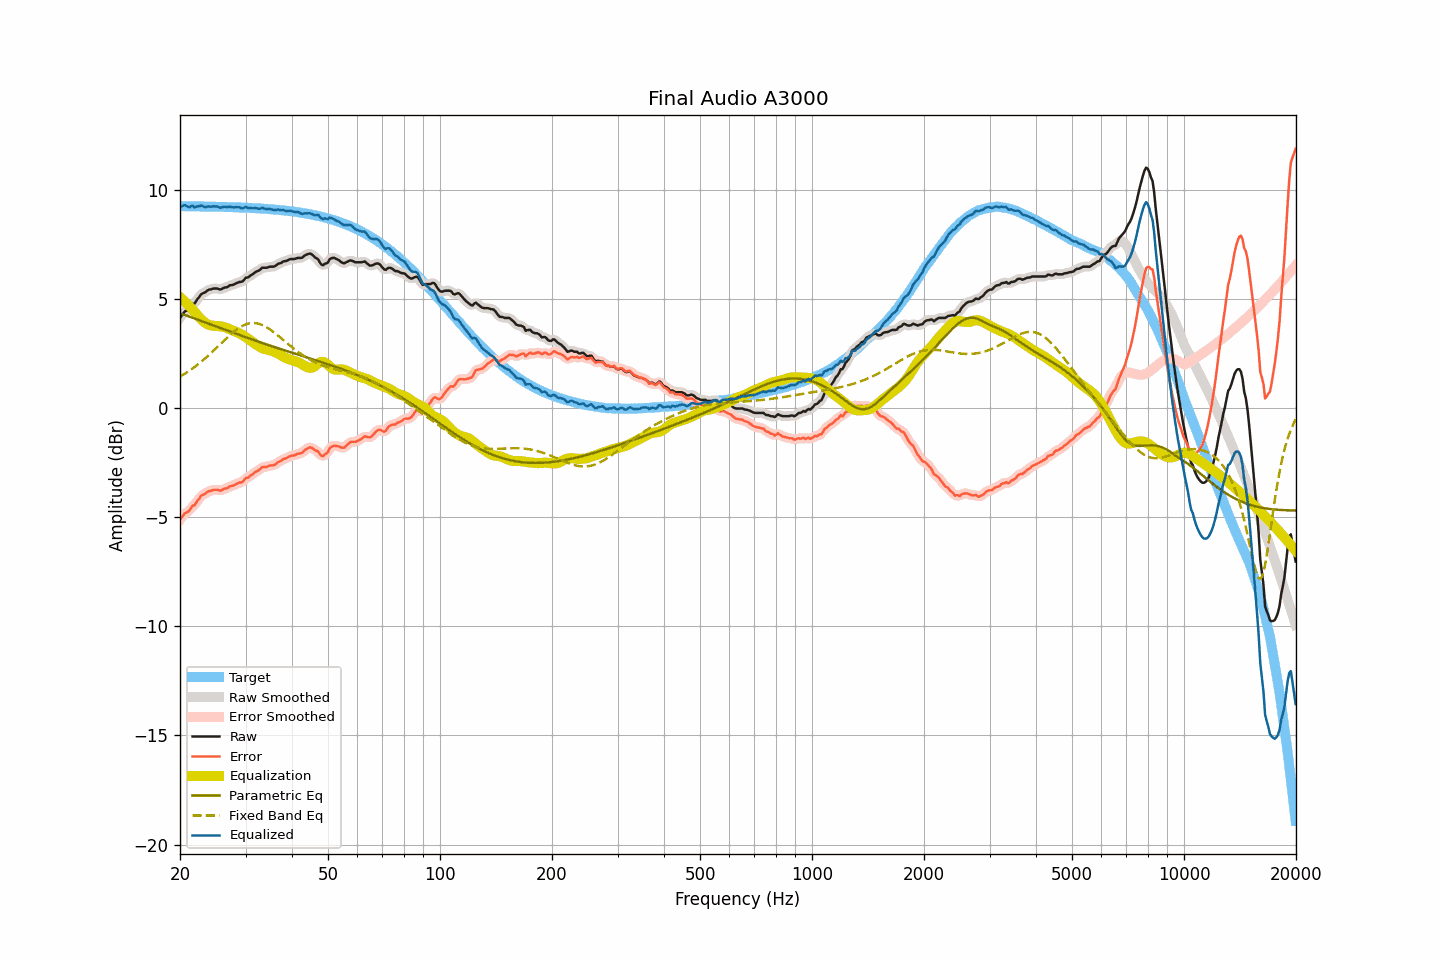 Final Audio A3000
10
5
0
−5
−10
−15
−20
Amplitude (dBr)
Target
Raw Smoothed
Error Smoothed
Raw
Error
Equalization
Parametric Eq
Fixed Band Eq
Equalized
20 50 100 200 500 1000 2000 5000 10000 20000
Frequency (Hz)